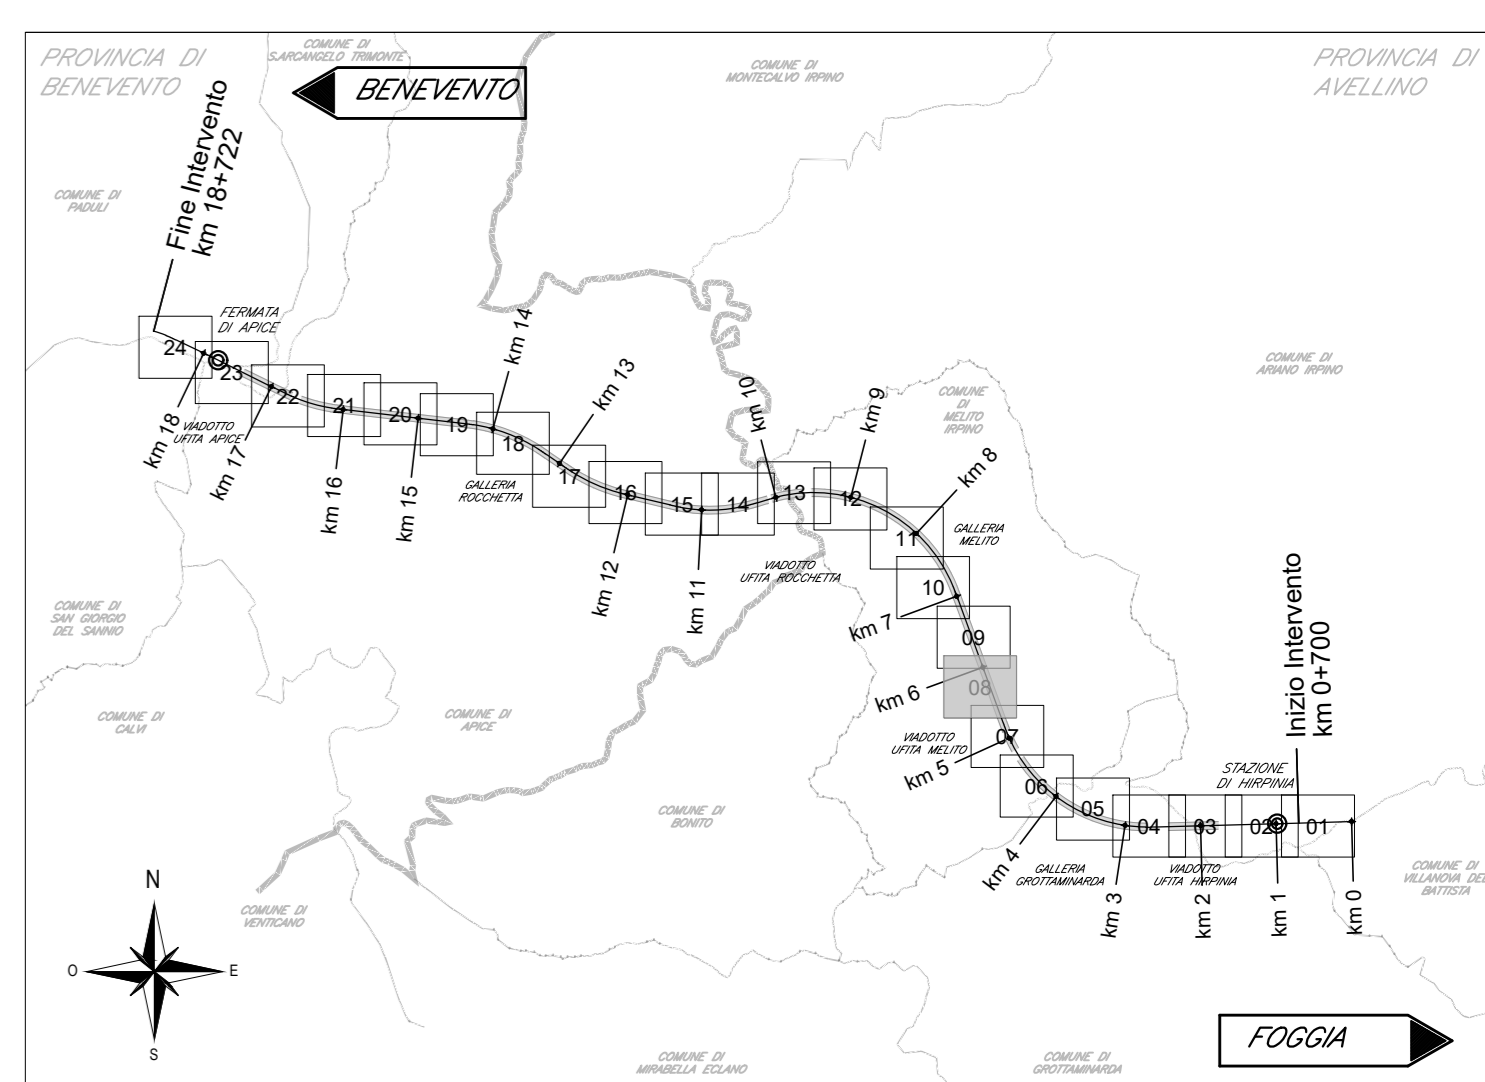 PROVINCIA DI
BENEVENTO
COMUNE DI
S.ARCANGELO TRIMONTE
BENEVENTO
COMUNE DI
MONTECALVO IRPINO
PROVINCIA DI
AVELLINO
Fine Intervento
km 18+722
COMUNE DI
PADULI
FERMATA
DI APICE
24
23
22
21
20
19
18
17
16
15
14
13
12
11
10
09
08
07
06
05
04
03
02
01
km 18
km 17
km 16
km 15
km 14
km 13
km 12
km 11
km 10
km 9
km 8
km 7
km 6
km 5
km 4
km 3
km 2
km 1
km 0
VIADOTTO
UFITA APICE
GALLERIA
ROCCHETTA
COMUNE
DI
MELITO
IRPINO
COMUNE DI
ARIANO IRPINO
GALLERIA
MELITO
VIADOTTO
UFITA ROCCHETTA
Inizio Intervento
km 0+700
COMUNE DI
SAN GIORGIO
DEL SANNIO
COMUNE DI
CALVI
COMUNE DI
APICE
VIADOTTO
UFITA MELITO
STAZIONE
DI HIRPINIA
COMUNE DI
BONITO
GALLERIA
GROTTAMINARDA
VIADOTTO
UFITA HIRPINIA
COMUNE DI
VILLANOVA DEL
BATTISTA
COMUNE DI
VENTICANO
N
O
E
S
COMUNE DI
MIRABELLA ECLANO
COMUNE DI
GROTTAMINARDA
FOGGIA